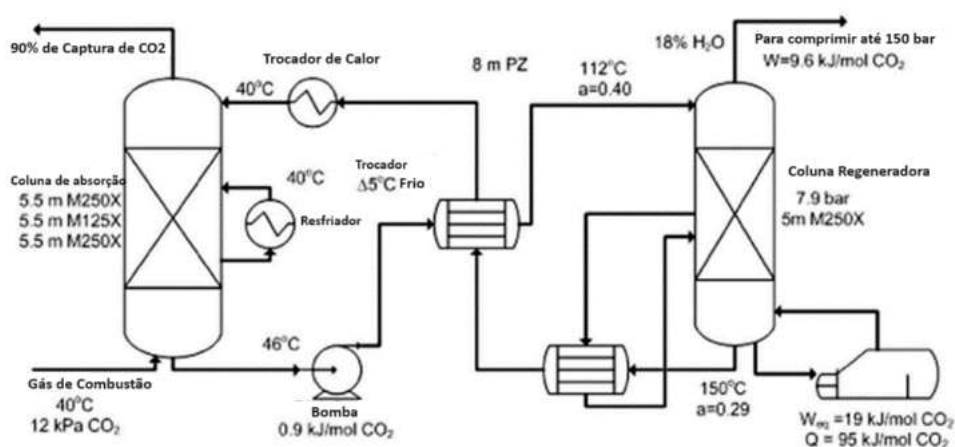 90% de Captura de CO2
Trocador de Calor
40°C
8 m PZ
112°C
a=0.40
18% H₂O
Para comprimir até 150 bar
W=9.6 kJ/mol CO₂
Coluna de absorção
5.5 m M250X
5.5 m M125X
5.5 m M250X
40°C
Resfriador
Trocador
Δ5°C Frio
Coluna Regeneradora
7.9 bar
5m M250X
Gás de Combustão
40°C
12 kPa CO₂
46°C
Bomba
0.9 kJ/mol CO₂
150°C
a=0.29
Weq =19 kJ/mol CO₂
Q = 95 kJ/mol CO₂